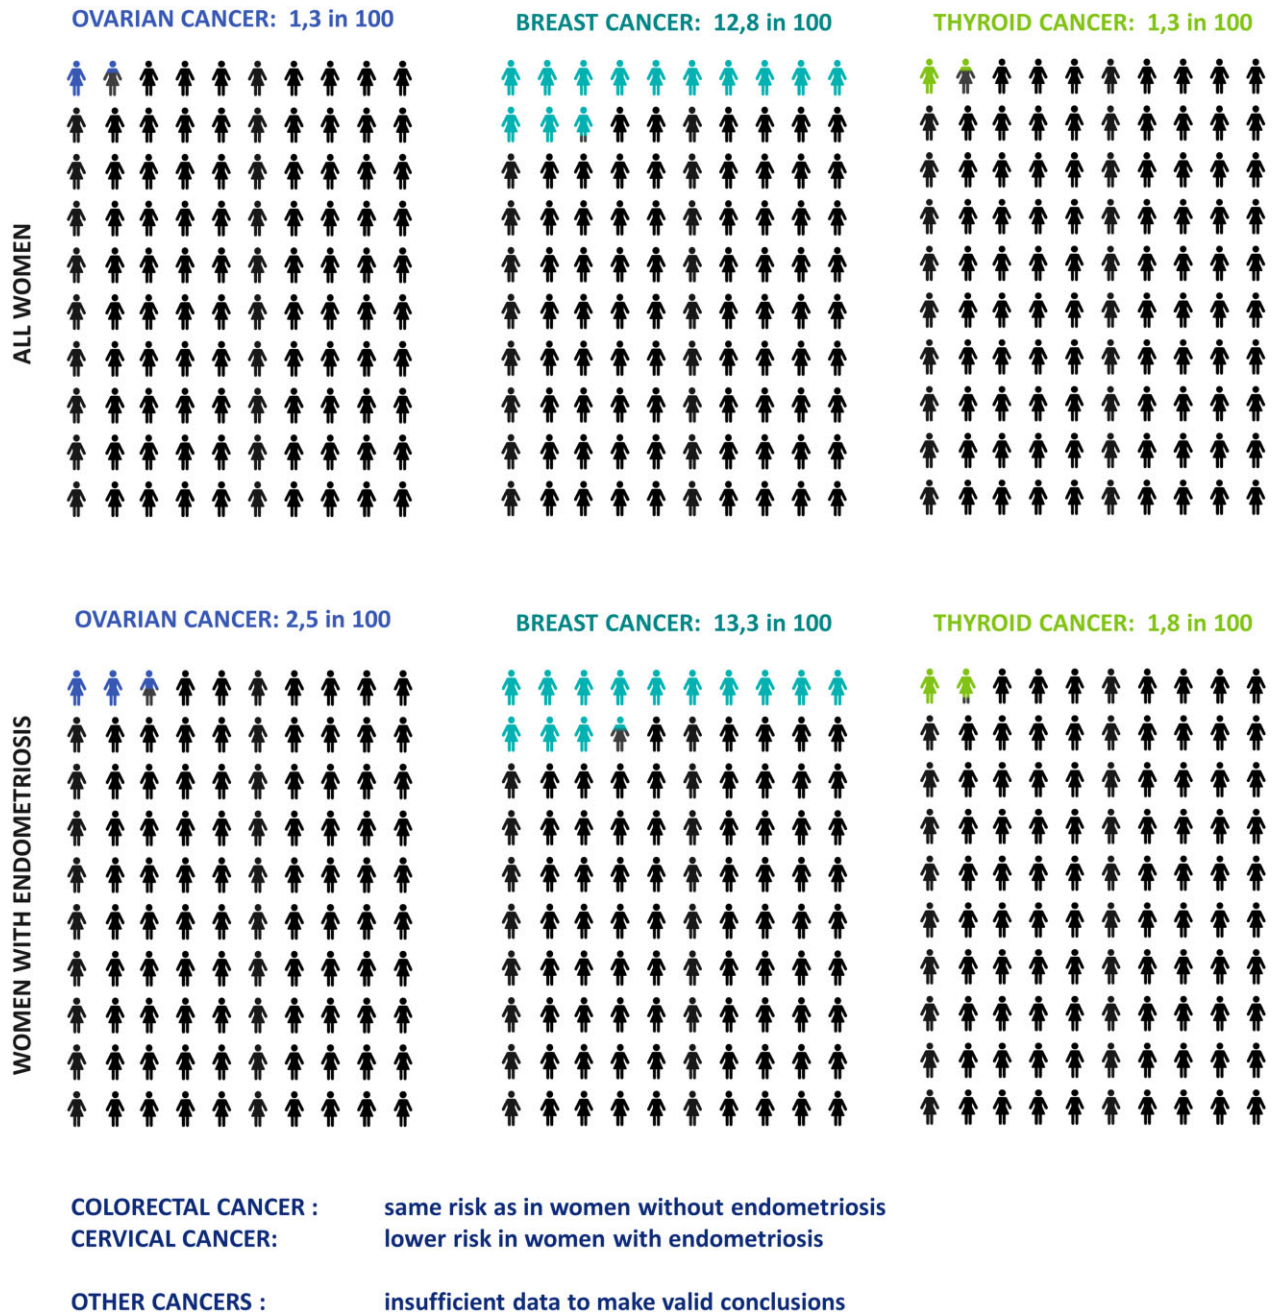 OVARIAN CANCER: 1,3 in 100
BREAST CANCER: 12,8 in 100
THYROID CANCER: 1,3 in 100
ALL WOMEN
OVARIAN CANCER: 2,5 in 100
BREAST CANCER: 13,3 in 100
THYROID CANCER: 1,8 in 100
WOMEN WITH ENDOMETRIOSIS
COLORECTAL CANCER : same risk as in women without endometriosis
CERVICAL CANCER: lower risk in women with endometriosis
OTHER CANCERS : insufficient data to make valid conclusions